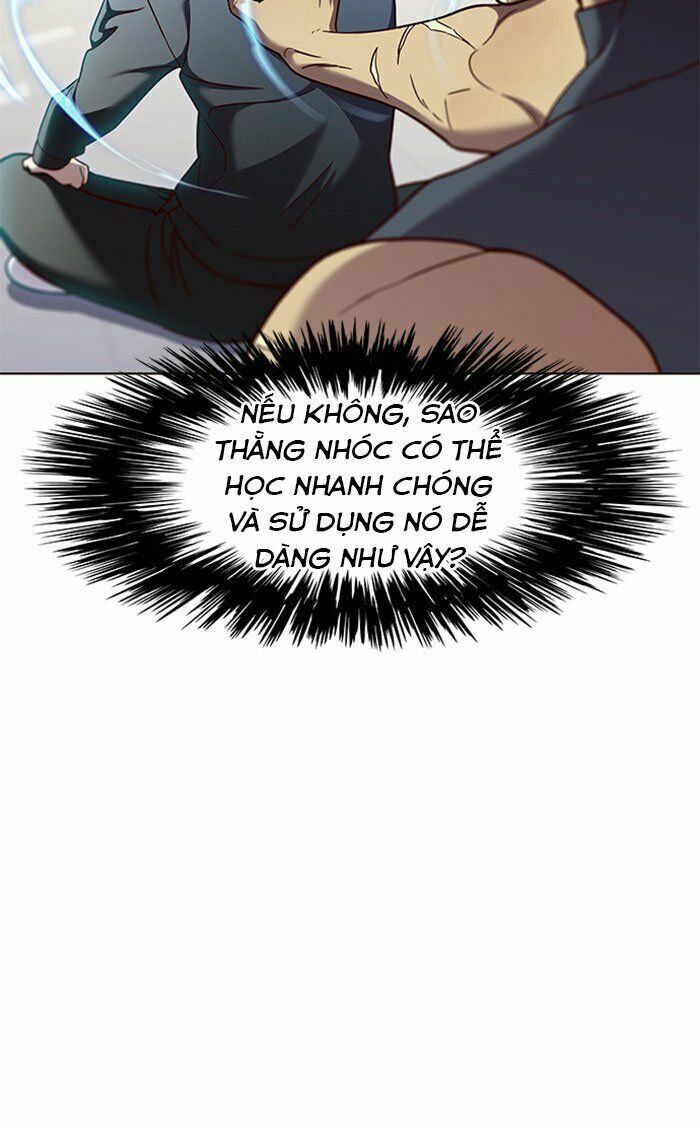 NẾU KHÔNG, SAO
THẰNG NHÓC CÓ THỂ
HỌC NHANH CHÓNG
VÀ SỬ DỤNG NÓ DỄ
DÀNG NHƯ VẬY?